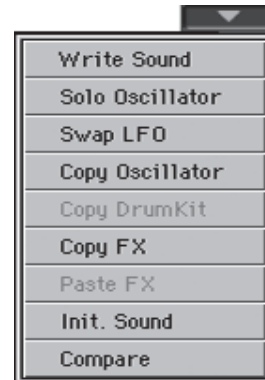 Write Sound
Solo Oscillator
Swap LFO
Copy Oscillator
Copy DrumKit
Copy FX
Paste FX
Init. Sound
Compare